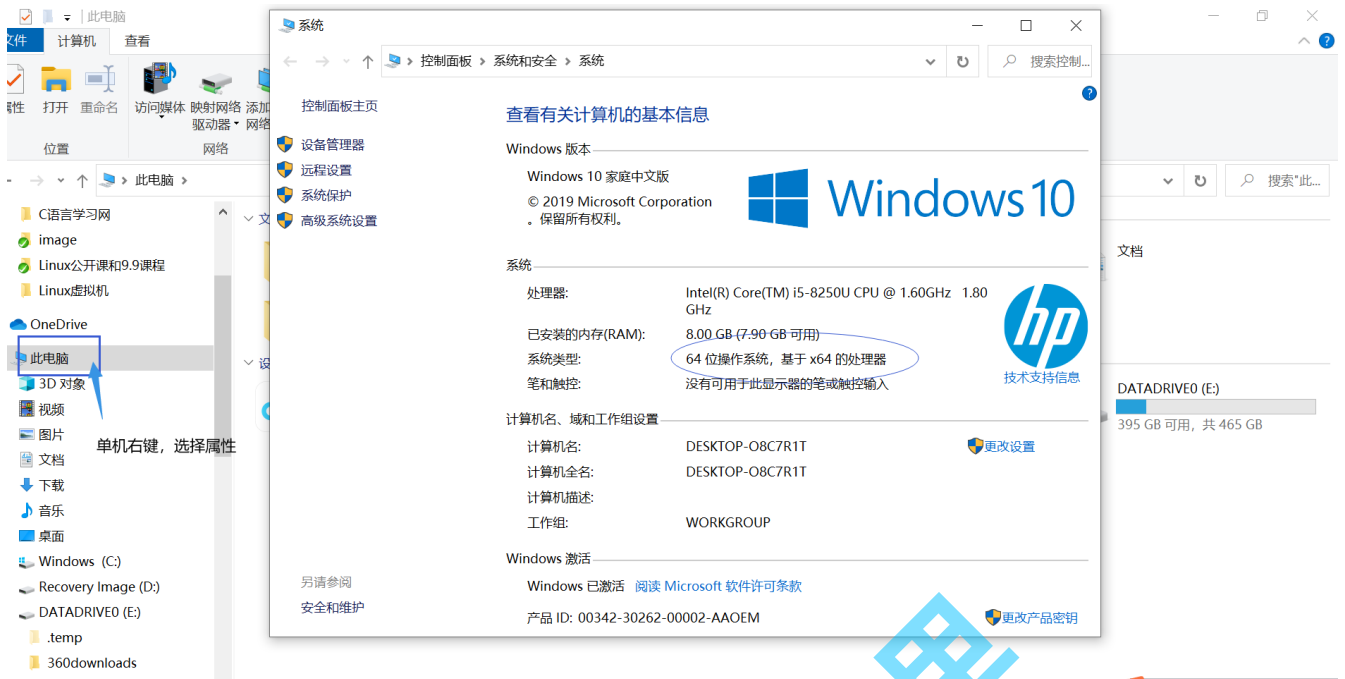 此电脑
文件
计算机
查看
属性
打开
重命名
访问媒体
映射网络
驱动器
添加
网络
位置
网络
此电脑
搜索"此...
C语言学习网
image
Linux公开课和9.9课程
Linux虚拟机
OneDrive
此电脑
3D 对象
视频
图片
文档
下载
音乐
桌面
Windows (C:)
Recovery Image (D:)
DATADRIVE0 (E:)
.temp
360downloads
单机右键，选择属性
系统
控制面板
系统和安全
系统
搜索控制...
控制面板主页
设备管理器
远程设置
系统保护
高级系统设置
另请参阅
安全和维护
查看有关计算机的基本信息
Windows 版本
Windows 10 家庭中文版
© 2019 Microsoft Corporation
。保留所有权利。
Windows 10
系统
处理器: Intel(R) Core(TM) i5-8250U CPU @ 1.60GHz 1.80
GHz
已安装的内存(RAM): 8.00 GB (7.90 GB 可用)
系统类型: 64 位操作系统，基于 x64 的处理器
笔和触控: 没有可用于此显示器的笔或触控输入
hp
技术支持信息
计算机名、域和工作组设置
计算机名: DESKTOP-O8C7R1T
更改设置
计算机全名: DESKTOP-O8C7R1T
计算机描述:
工作组: WORKGROUP
Windows 激活
Windows 已激活 阅读 Microsoft 软件许可条款
产品 ID: 00342-30262-00002-AAOEM
更改产品密钥
文档
DATADRIVE0 (E:)
395 GB 可用，共 465 GB